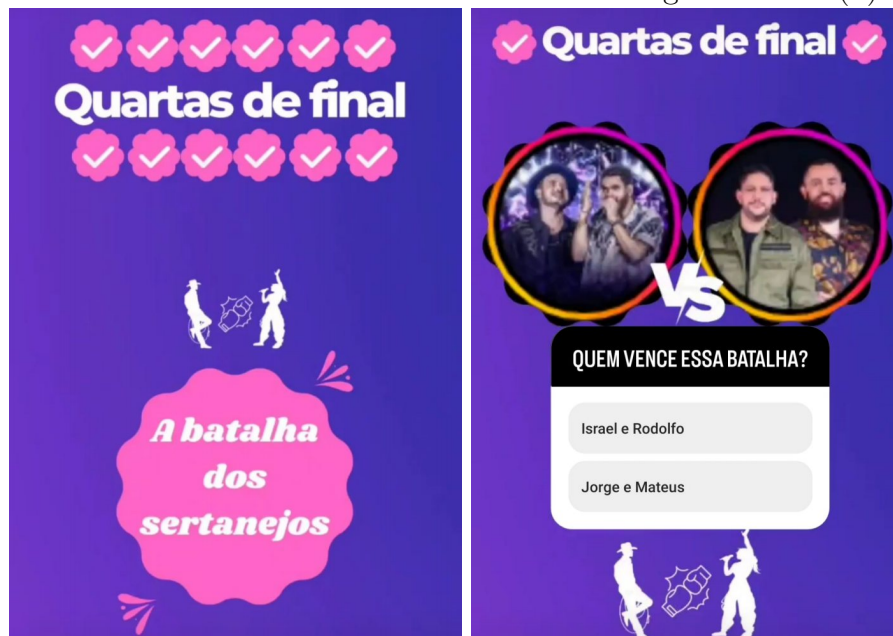 Quartas de final
A batalha
dos
sertanejos
Quartas de final
VS
QUEM VENCE ESSA BATALHA?
Israel e Rodolfo
Jorge e Mateus